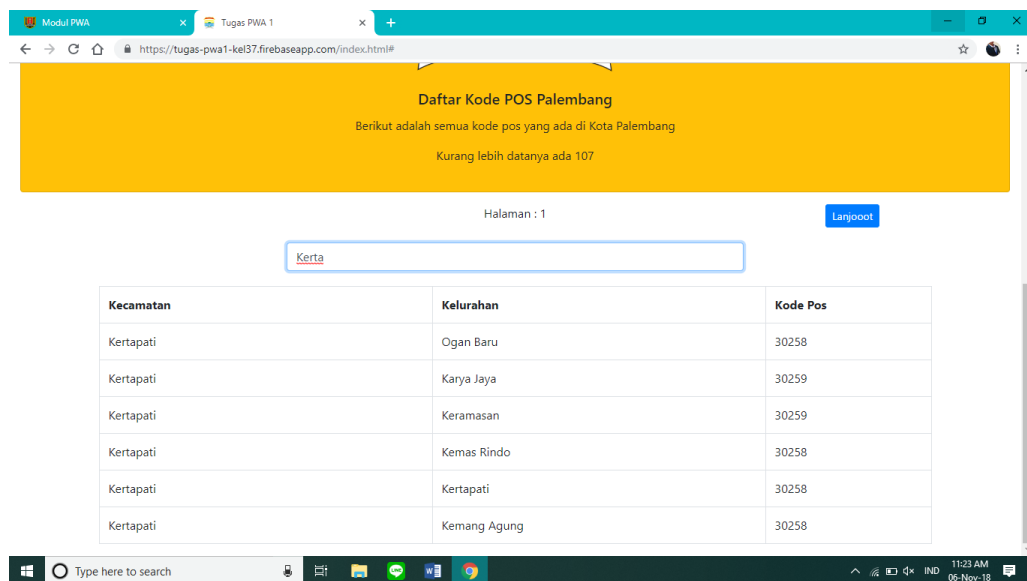 Modul PWA
Tugas PWA 1
https://tugas-pwa1-kel37.firebaseapp.com/index.html#
Daftar Kode POS Palembang
Berikut adalah semua kode pos yang ada di Kota Palembang
Kurang lebih datanya ada 107
Halaman : 1
Lanjooot
Kerta
Kecamatan Kelurahan Kode Pos
Kertapati Ogan Baru 30258
Kertapati Karya Jaya 30259
Kertapati Keramasan 30259
Kertapati Kemas Rindo 30258
Kertapati Kertapati 30258
Kertapati Kemang Agung 30258
Type here to search
IND
11:23 AM
06-Nov-18